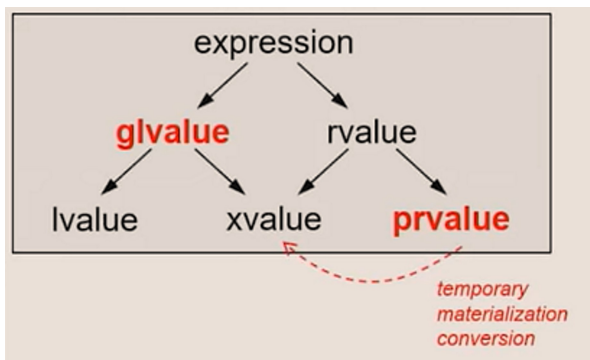 expression
glvalue rvalue
lvalue xvalue prvalue
temporary
materialization
conversion